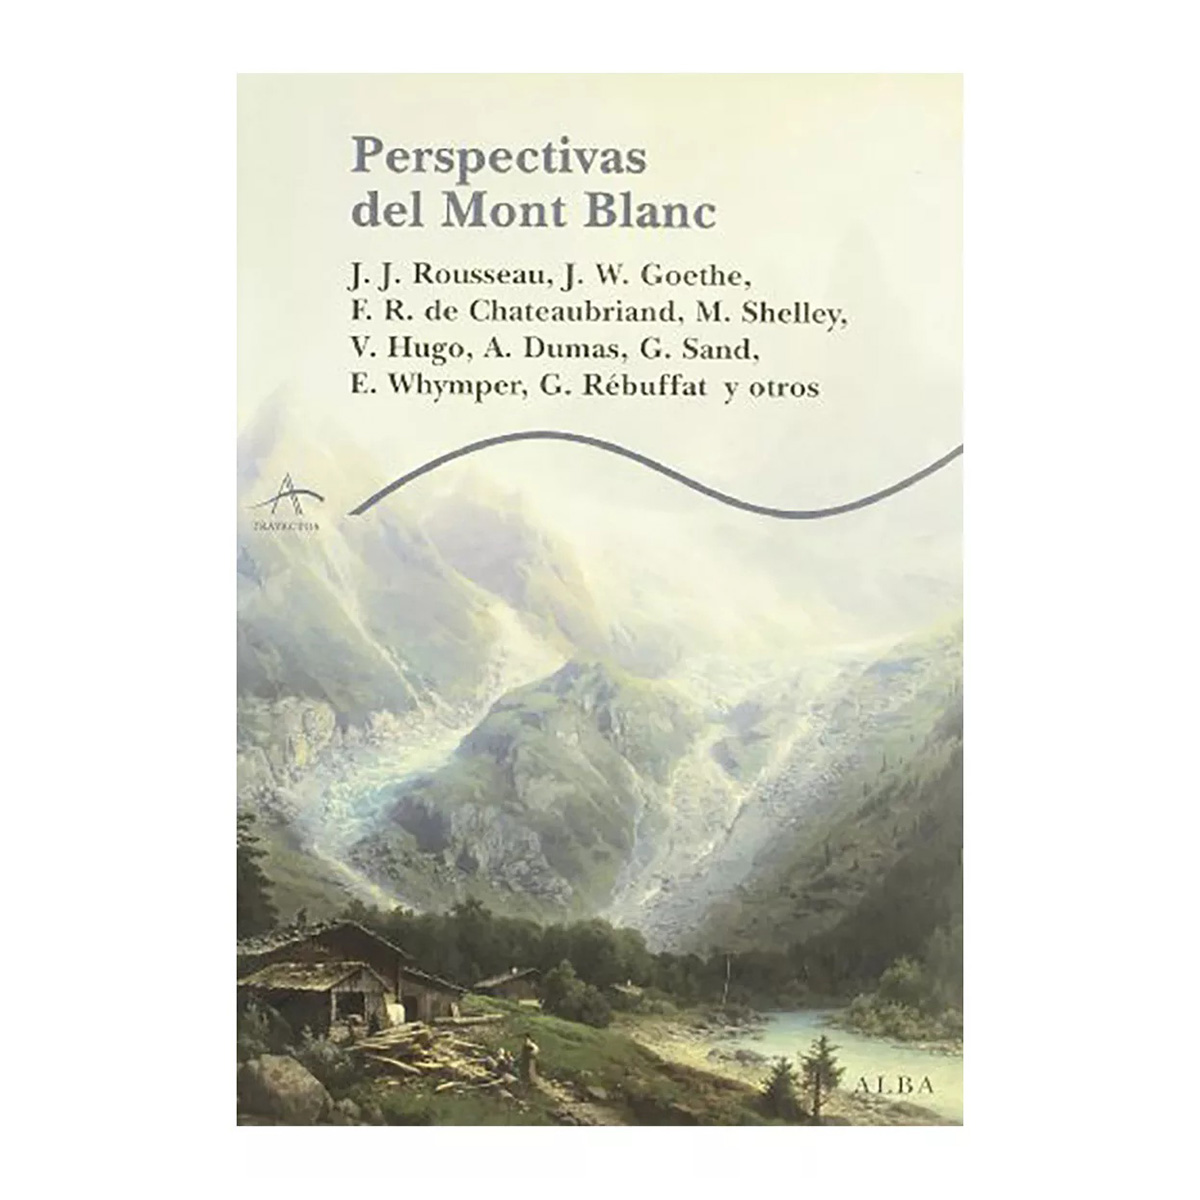 Perspectivas
del Mont Blanc
J. J. Rousseau, J. W. Goethe,
F. R. de Chateaubriand, M. Shelley,
V. Hugo, A. Dumas, G. Sand,
E. Whymper, G. Rébuffat y otros
TRAYECTOS
ALBA